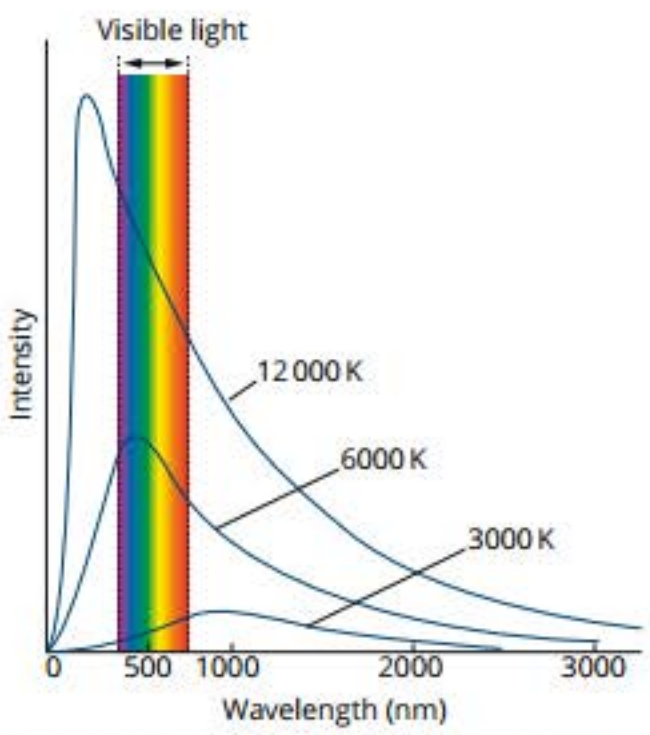 Visible light
Intensity
12 000 K
6000 K
3000 K
0 500 1000 2000 3000
Wavelength (nm)